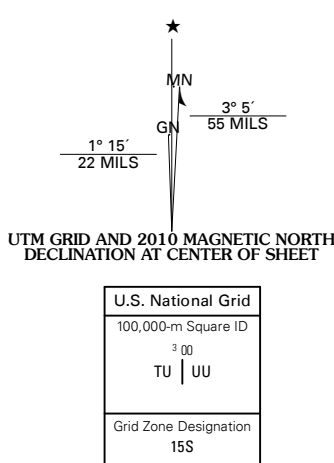 MN
3° 5´
55 MILS
GN
1° 15´
22 MILS
UTM GRID AND 2010 MAGNETIC NORTH
DECLINATION AT CENTER OF SHEET
U.S. National Grid
100,000-m Square ID
3 00
TU UU
Grid Zone Designation
15S